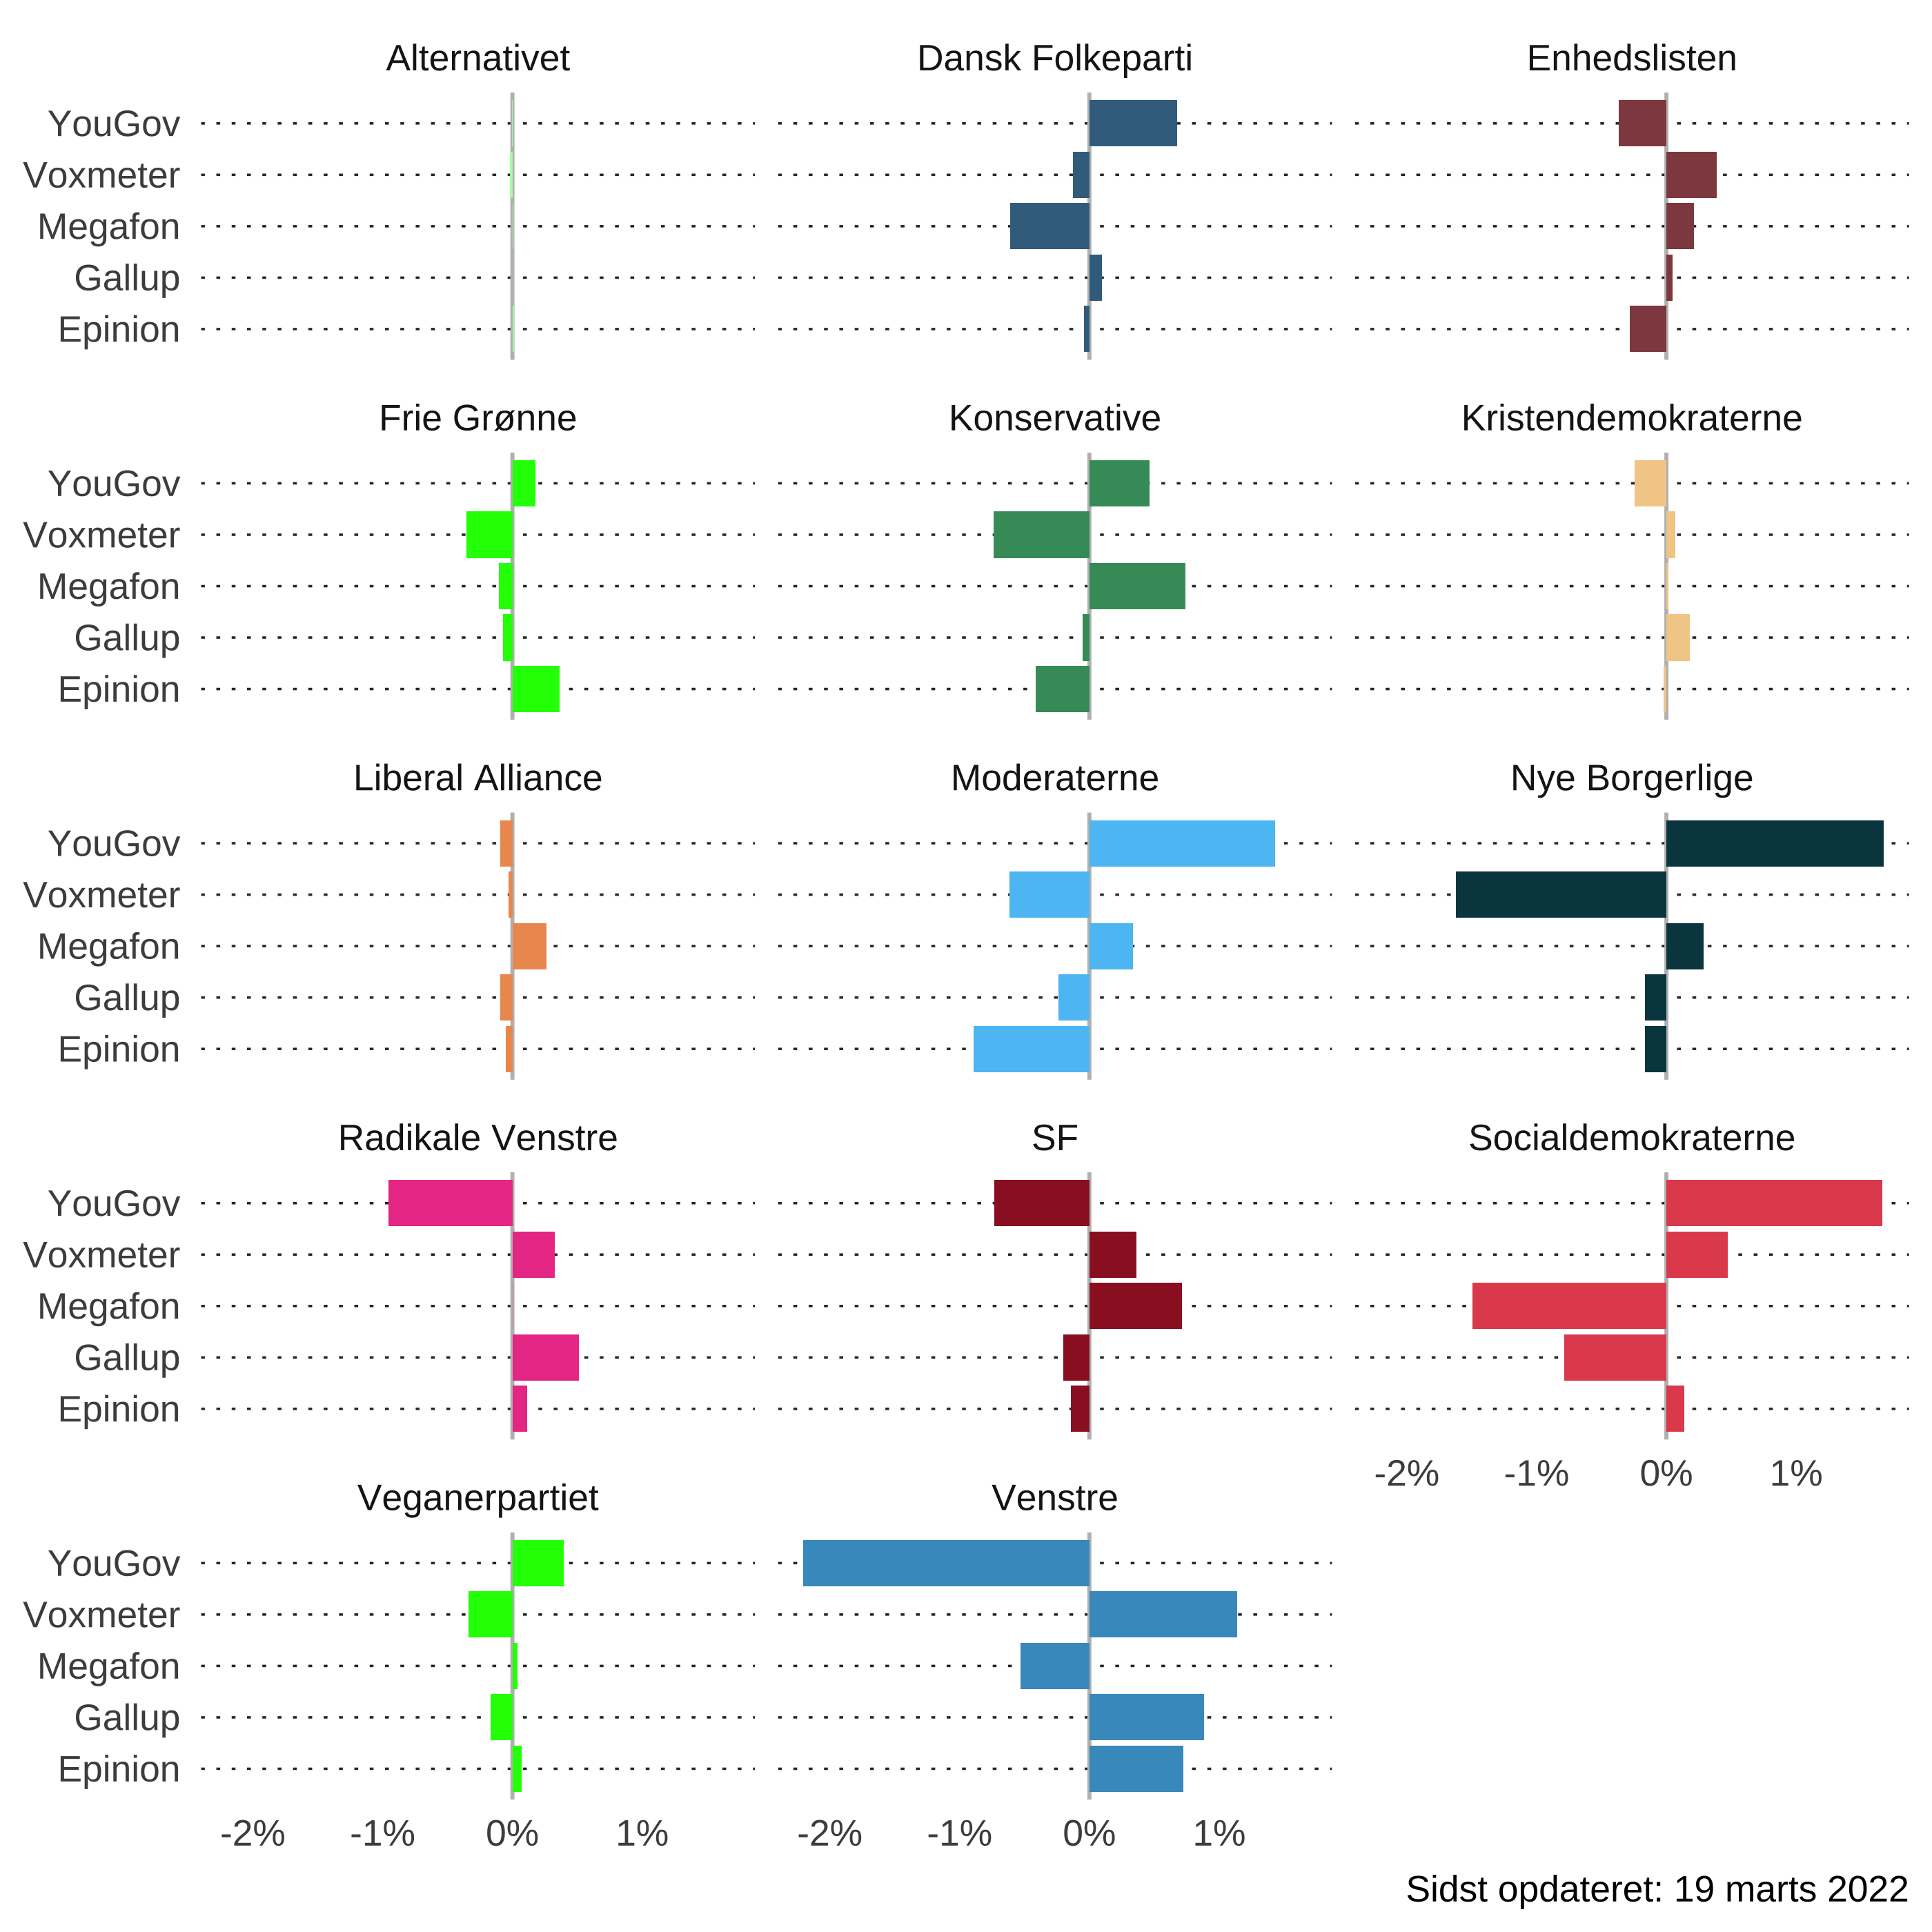 Alternativet Dansk Folkeparti Enhedslisten
YouGov
Voxmeter
Megafon
Gallup
Epinion
Frie Grønne Konservative Kristendemokraterne
YouGov
Voxmeter
Megafon
Gallup
Epinion
Liberal Alliance Moderaterne Nye Borgerlige
YouGov
Voxmeter
Megafon
Gallup
Epinion
Radikale Venstre SF Socialdemokraterne
YouGov
Voxmeter
Megafon
Gallup
Epinion
-2% -1% 0% 1%
Veganerpartiet Venstre
YouGov
Voxmeter
Megafon
Gallup
Epinion
-2% -1% 0% 1% -2% -1% 0% 1%
Sidst opdateret: 19 marts 2022